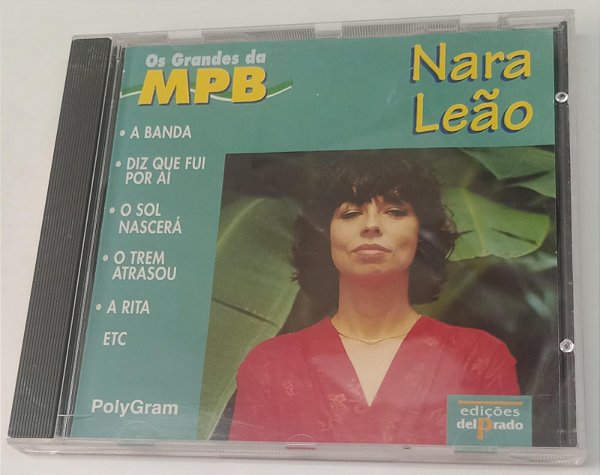 Os Grandes da
MPB
Nara
Leão
• A BANDA
• DIZ QUE FUI
POR AI
• O SOL
NASCERÁ
• O TREM
ATRASOU
• A RITA
ETC
PolyGram
edições
delPrado